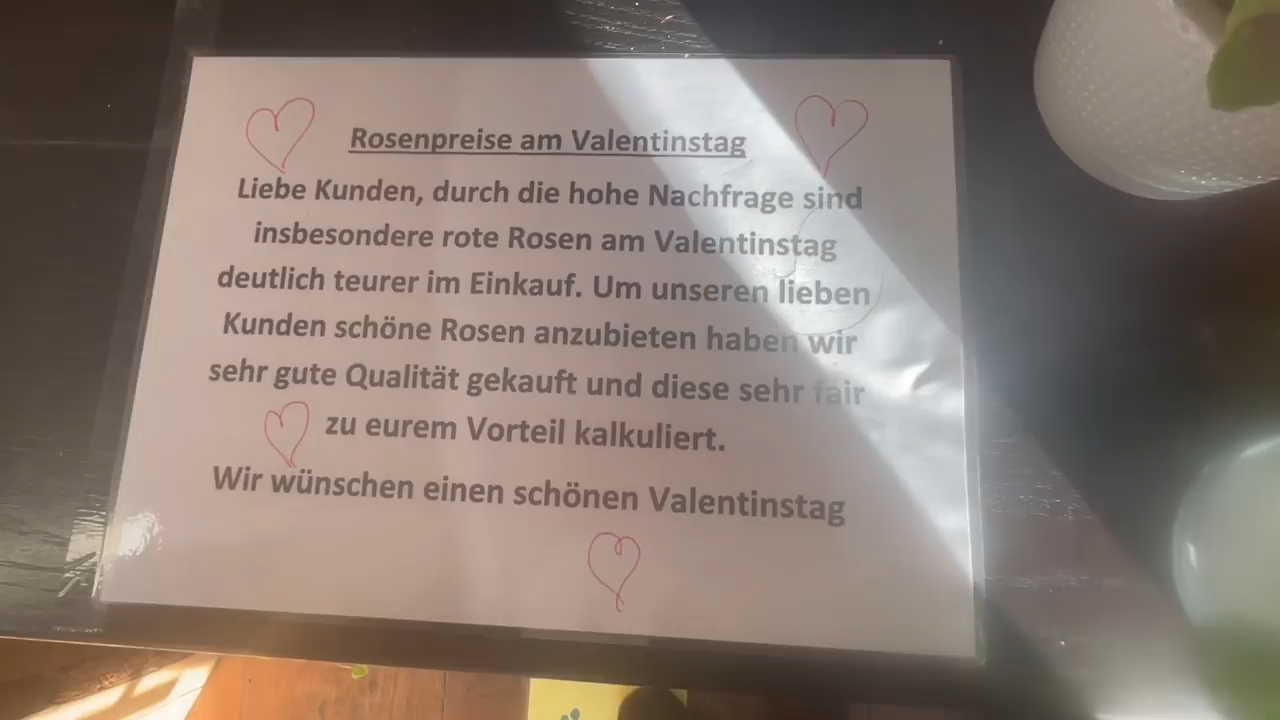 Rosenpreise am Valentinstag
Liebe Kunden, durch die hohe Nachfrage sind
insbesondere rote Rosen am Valentinstag
deutlich teurer im Einkauf. Um unseren lieben
Kunden schöne Rosen anzubieten haben wir
sehr gute Qualität gekauft und diese sehr fair
zu eurem Vorteil kalkuliert.
Wir wünschen einen schönen Valentinstag